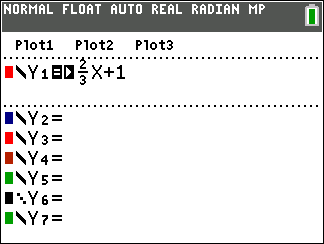 NORMAL FLOAT AUTO REAL RADIAN MP
Plot1 Plot2 Plot3
\Y₁=2/3X+1
\Y₂=
\Y₃=
\Y₄=
\Y₅=
⋱Y₆=
\Y₇=